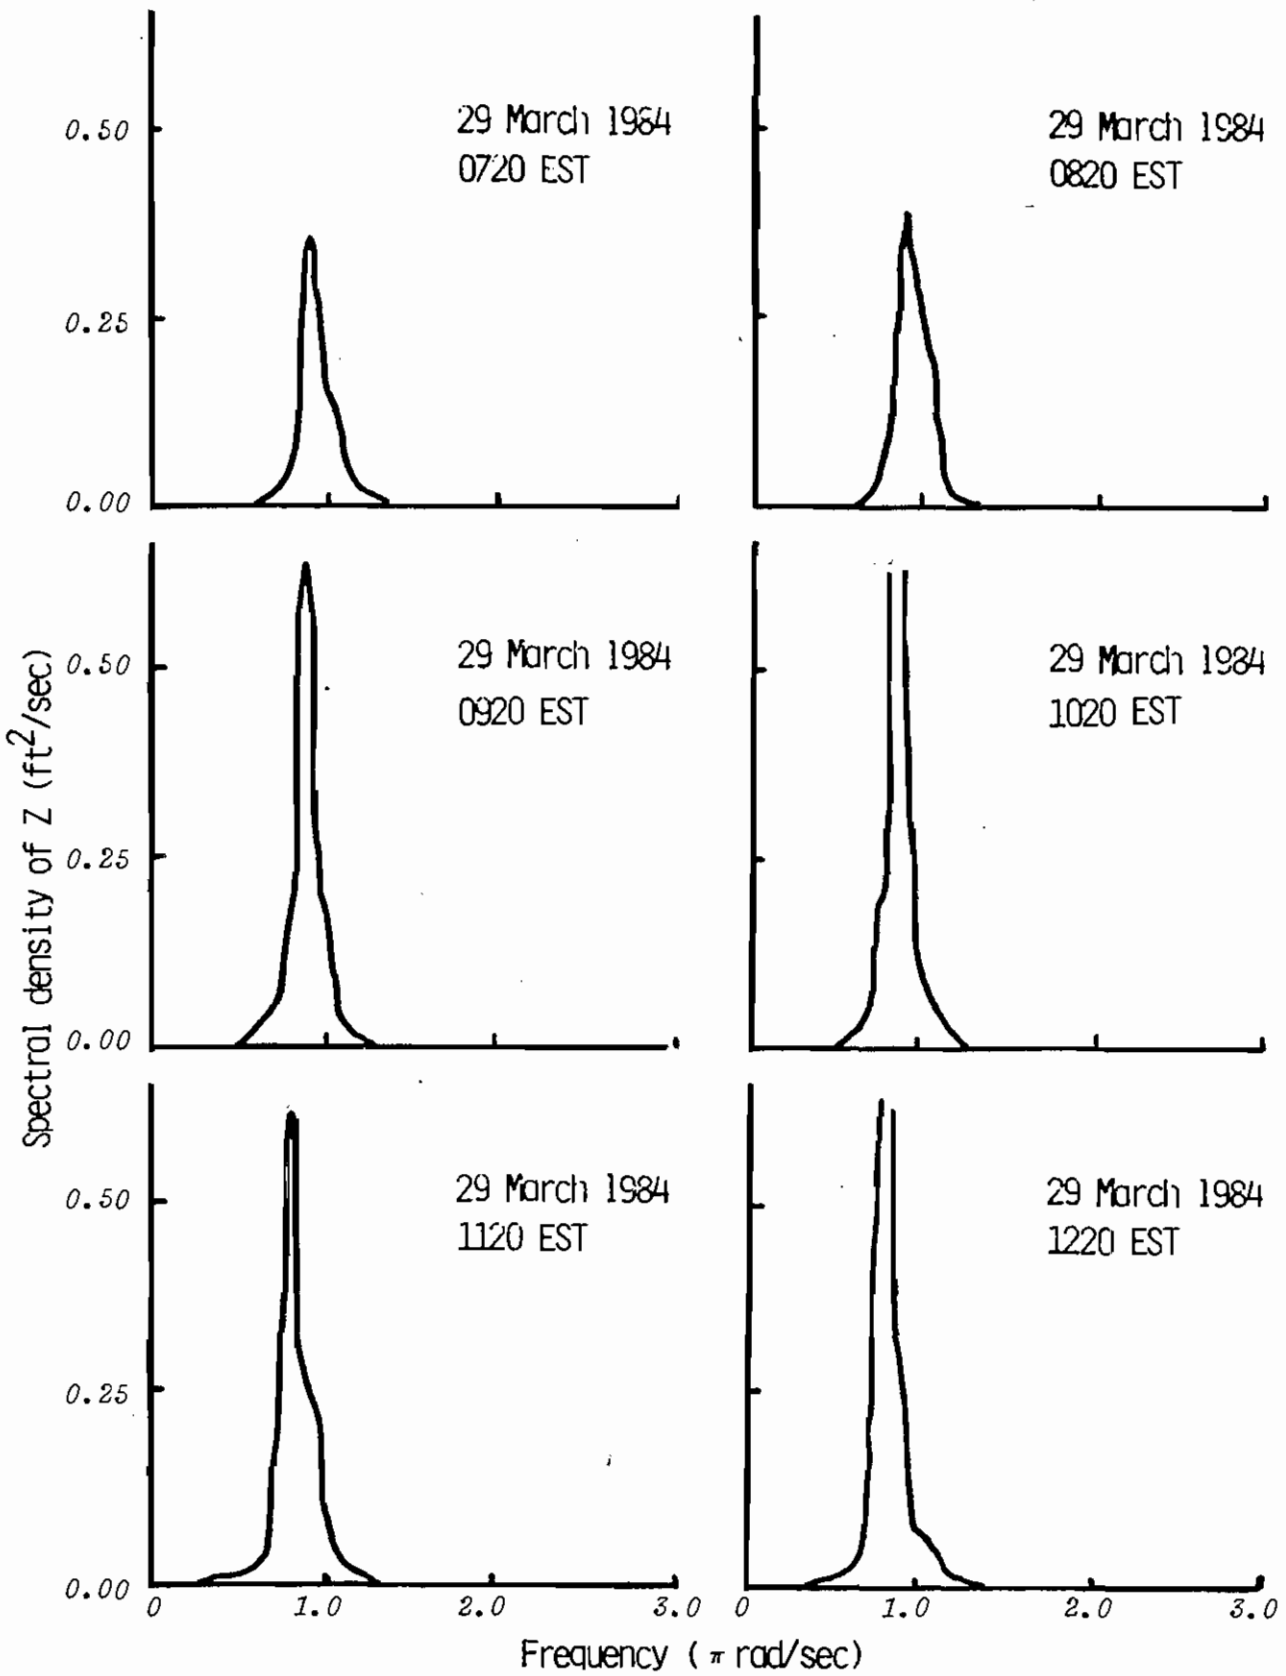 29 March 1984
0720 EST
0.50
0.25
0.00
29 March 1984
0820 EST
29 March 1984
0920 EST
0.50
0.25
0.00
29 March 1984
1020 EST
29 March 1984
1120 EST
0.50
0.25
0.00
0 1.0 2.0 3.0
29 March 1984
1220 EST
0 1.0 2.0 3.0
Spectral density of Z (ft²/sec)
Frequency ( π rad/sec)